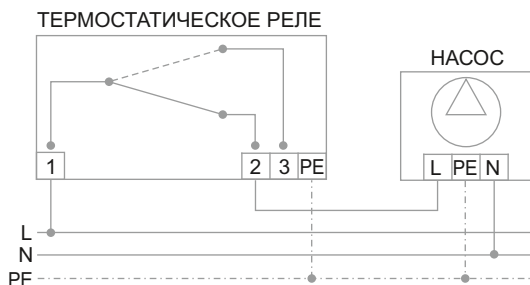 ТЕРМОСТАТИЧЕСКОЕ РЕЛЕ
НАСОС
1 2 3 PE
L PE N
L
N
PE